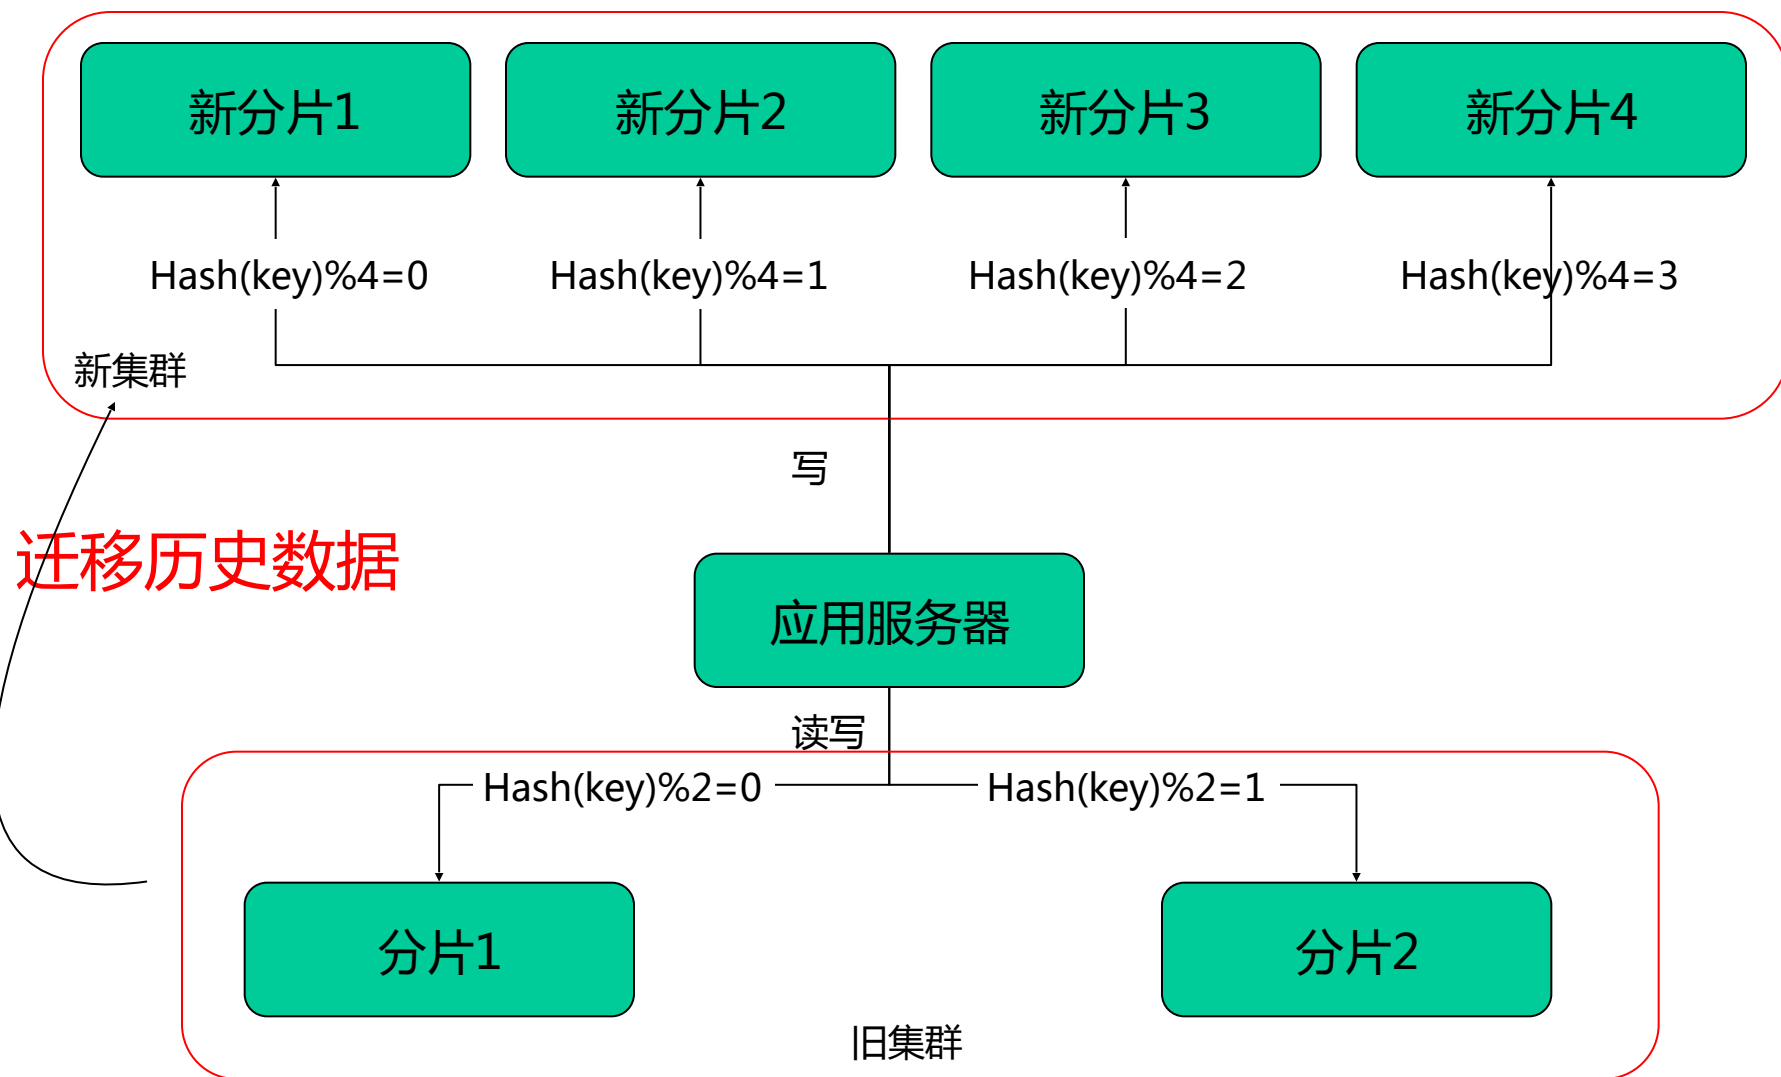 新分片1
新分片2
新分片3
新分片4
Hash(key)%4=0
Hash(key)%4=1
Hash(key)%4=2
Hash(key)%4=3
新集群
写
迁移历史数据
应用服务器
读写
Hash(key)%2=0
Hash(key)%2=1
分片1
分片2
旧集群